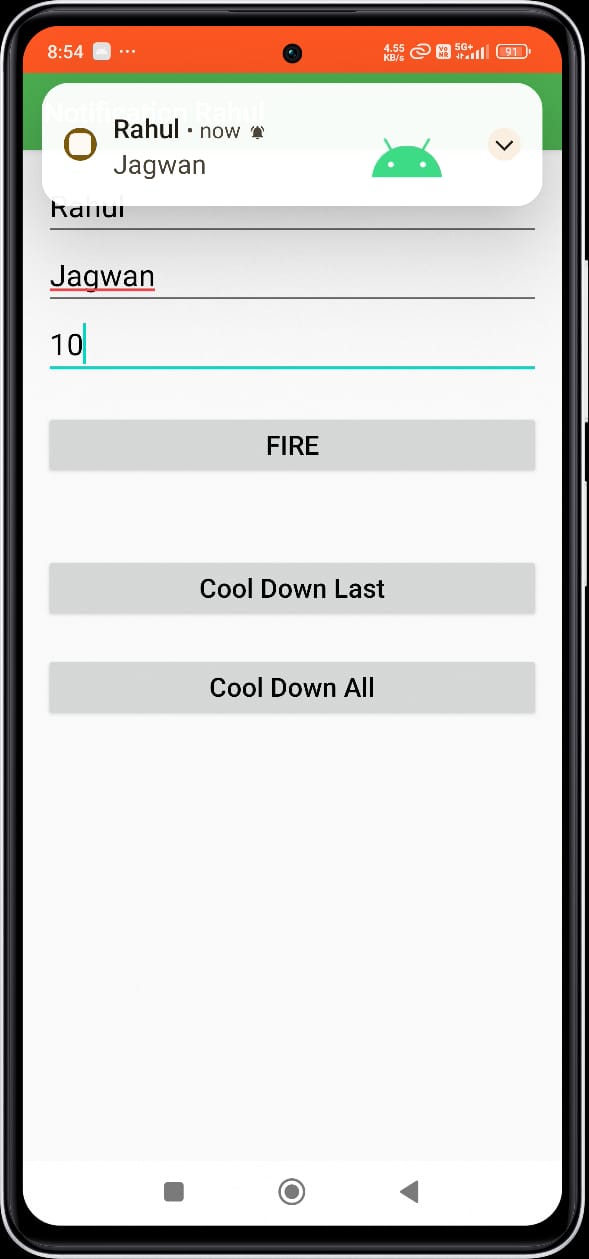 8:54 ... 4.55 KB/s Vo NR 5G+ 91
Notification Rahul
Rahul • now
Jagwan
Rahul
Jagwan
10
FIRE
Cool Down Last
Cool Down All